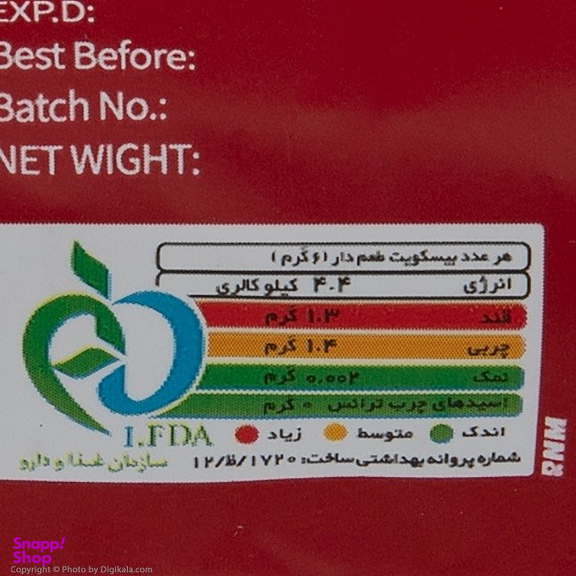 EXP.D:
Best Before:
Batch No.:
NET WIGHT:
هر عدد بیسکویت طعم دار (۶ گرم)
انرژی ۴.۴ کیلو کالری
قند ۱.۳ گرم
چربی ۱.۴ گرم
نمک ۰.۰۰۲ گرم
اسیدهای چرب ترانس ۰ گرم
اندک متوسط زیاد
I.FDA
سازمان غذا و دارو
شماره پروانه بهداشتی ساخت: ۱۲/ظ/۱۷۲۰
RNM
Snapp!
Shop
Copyright © Photo by Digikala.com